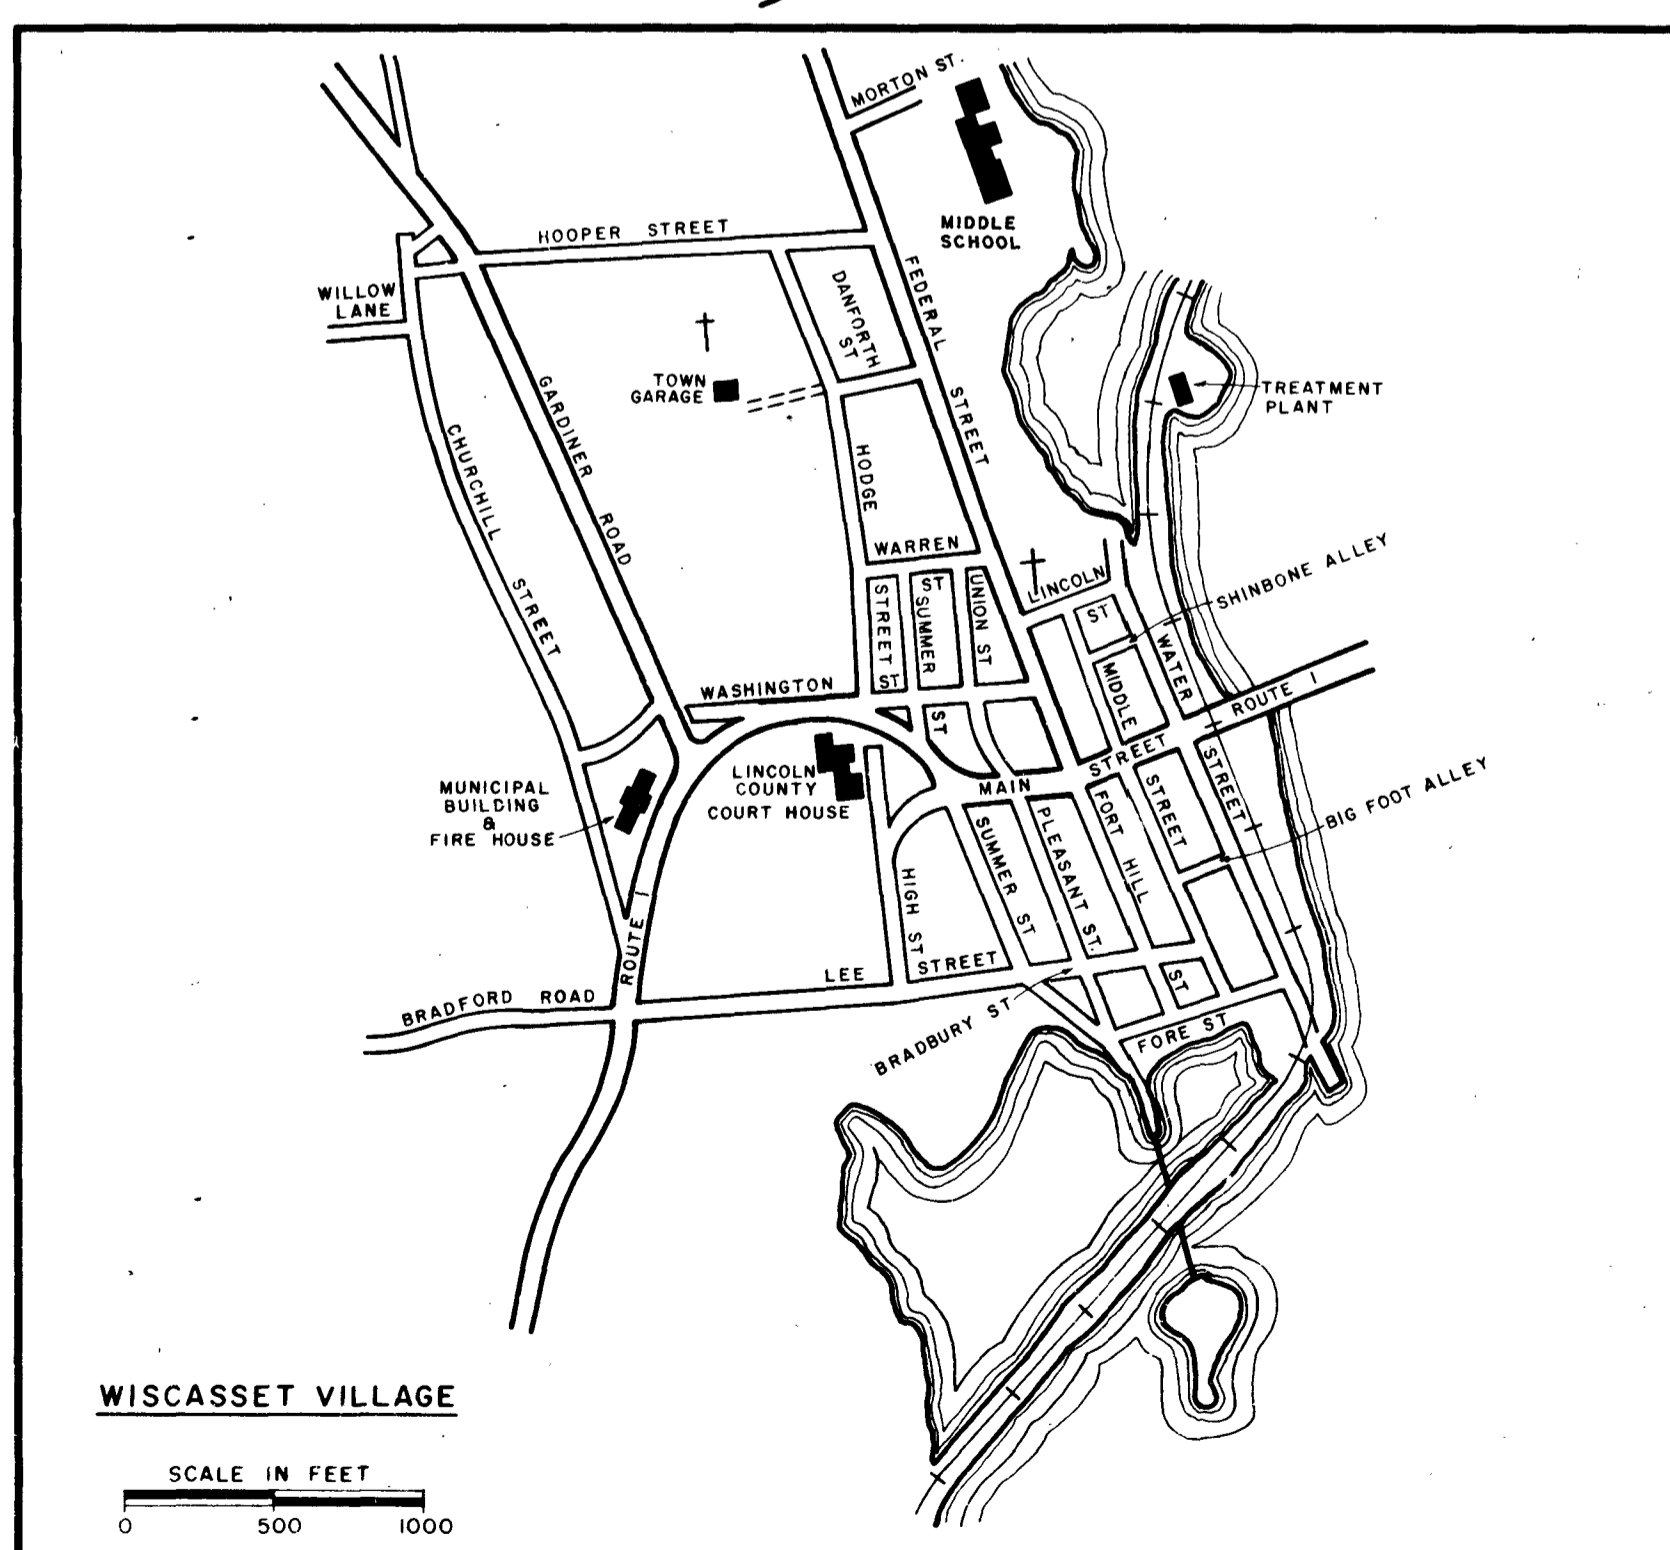 MORTON ST.
MIDDLE
SCHOOL
HOOPER STREET
WILLOW
LANE
DANFORTH
ST
FEDERAL STREET
TOWN
GARAGE
TREATMENT
PLANT
GARDINER ROAD
CHURCHILL STREET
HODGE
STREET
WARREN
ST
SUMMER
ST
UNION ST
LINCOLN
ST
SHINBONE ALLEY
WATER
STREET
MIDDLE
STREET
ROUTE 1
WASHINGTON
ST
MAIN STREET
BIG FOOT ALLEY
LINCOLN
COUNTY
COURT HOUSE
MUNICIPAL
BUILDING
&
FIRE HOUSE
HIGH ST
SUMMER ST
PLEASANT ST.
FORT HILL
ST
ROUTE 1
LEE STREET
BRADFORD ROAD
BRADBURY ST
FORE ST
WISCASSET VILLAGE
SCALE IN FEET
0 500 1000